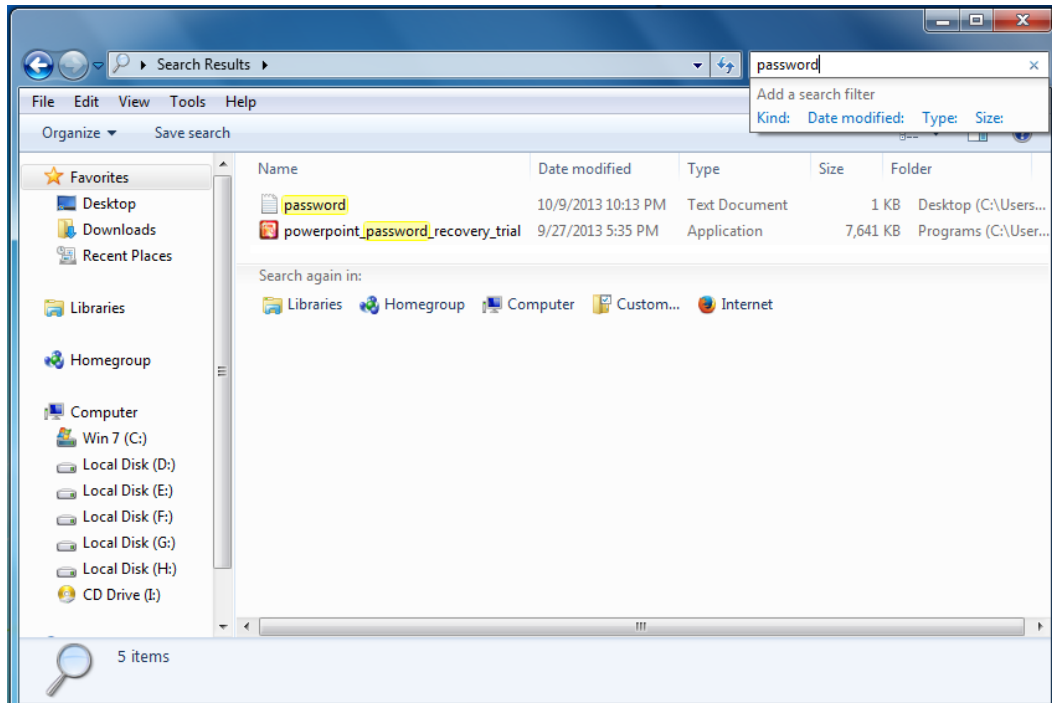 Search Results
password
File Edit View Tools Help
Add a search filter
Kind: Date modified: Type: Size:
Organize Save search
Favorites
Desktop
Downloads
Recent Places
Libraries
Homegroup
Computer
Win 7 (C:)
Local Disk (D:)
Local Disk (E:)
Local Disk (F:)
Local Disk (G:)
Local Disk (H:)
CD Drive (I:)
Name Date modified Type Size Folder
password 10/9/2013 10:13 PM Text Document 1 KB Desktop (C:\Users...
powerpoint_password_recovery_trial 9/27/2013 5:35 PM Application 7,641 KB Programs (C:\User...
Search again in:
Libraries Homegroup Computer Custom... Internet
5 items